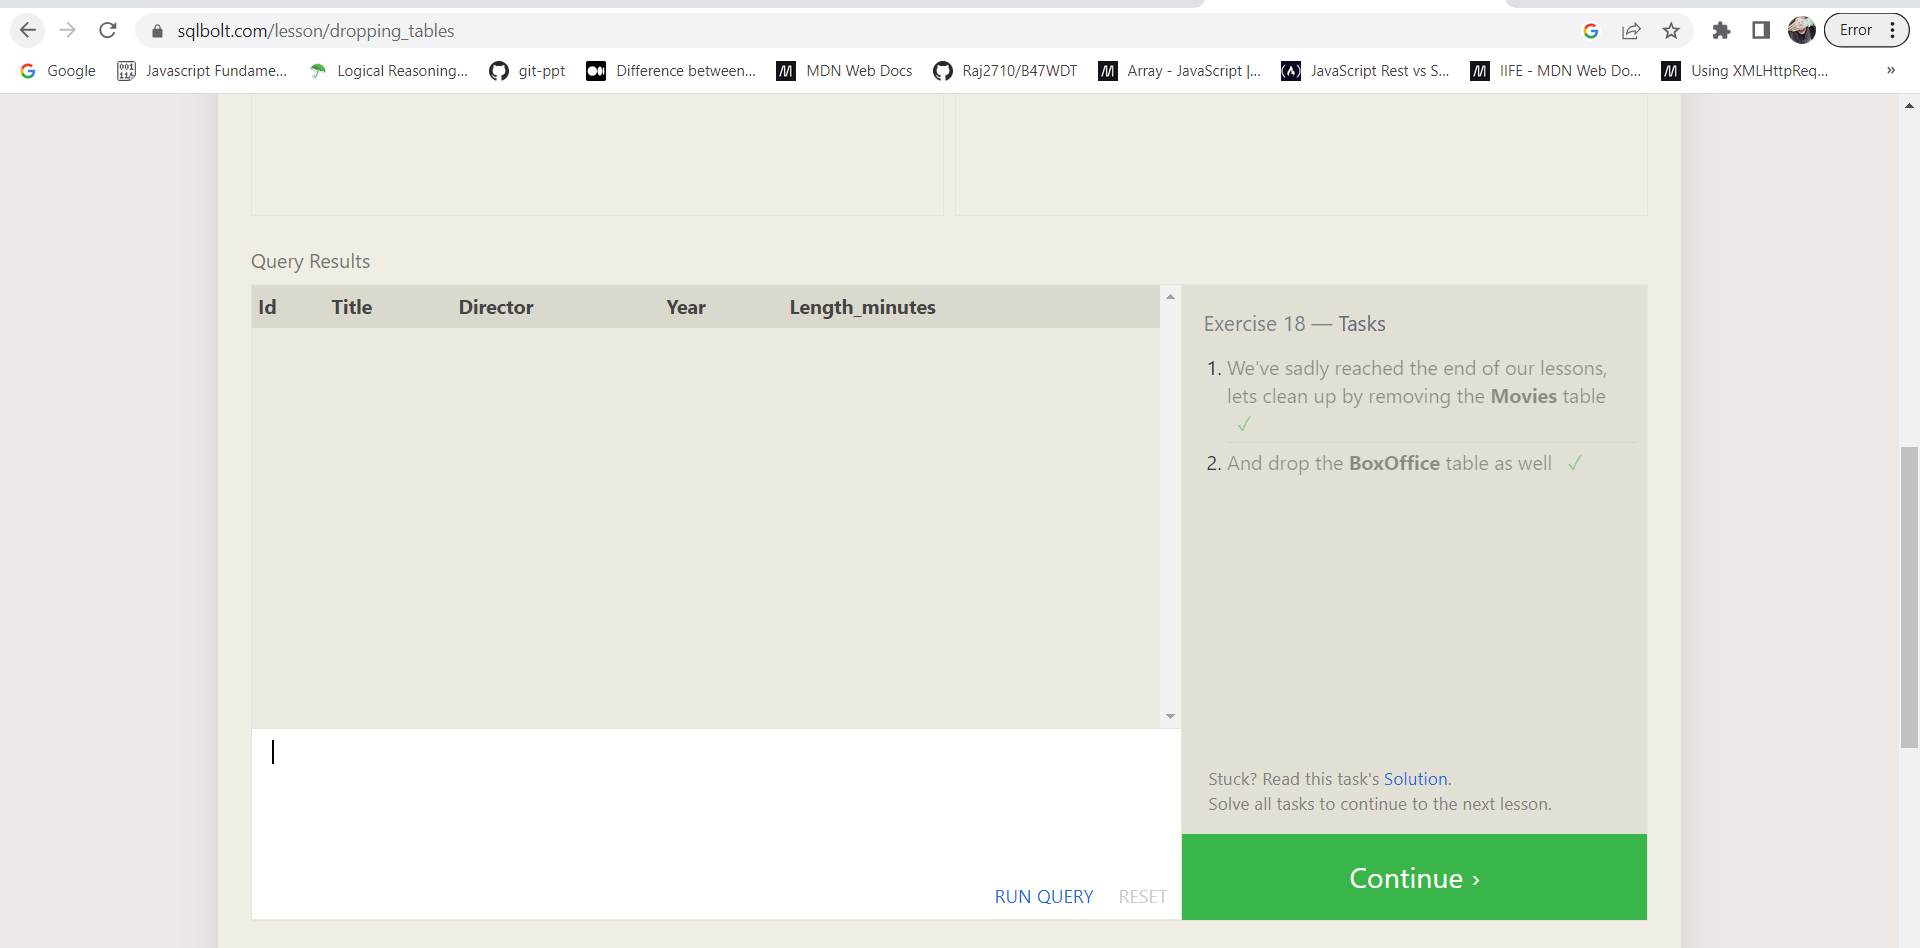 sqlbolt.com/lesson/dropping_tables
Error
Google
Javascript Fundame...
Logical Reasoning...
git-ppt
Difference between...
MDN Web Docs
Raj2710/B47WDT
Array - JavaScript |...
JavaScript Rest vs S...
IIFE - MDN Web Do...
Using XMLHttpReq...
»
Query Results
Id Title Director Year Length_minutes
Exercise 18 — Tasks
1. We've sadly reached the end of our lessons,
lets clean up by removing the Movies table
✓
2. And drop the BoxOffice table as well ✓
Stuck? Read this task's Solution.
Solve all tasks to continue to the next lesson.
RUN QUERY RESET
Continue ›